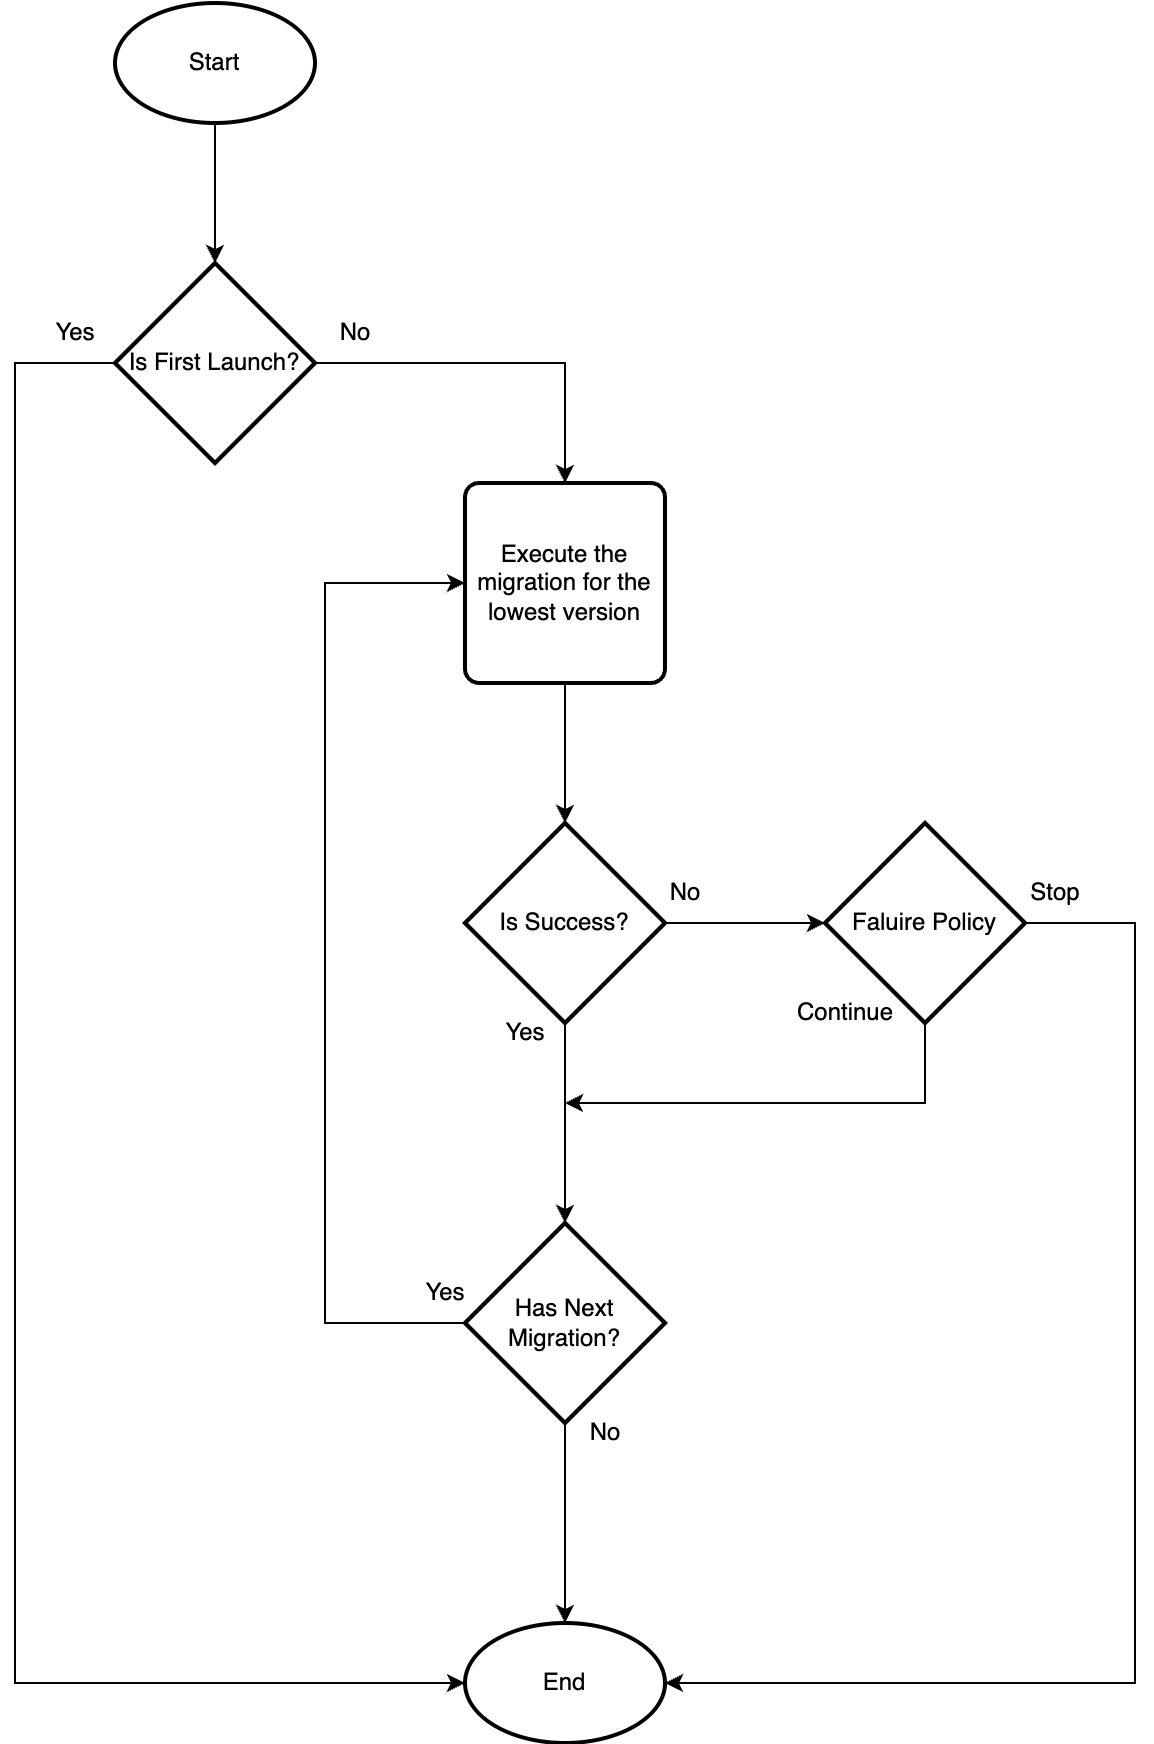 Start
Yes
No
Is First Launch?
Execute the
migration for the
lowest version
No
Stop
Is Success?
Faluire Policy
Continue
Yes
Yes
Has Next
Migration?
No
End